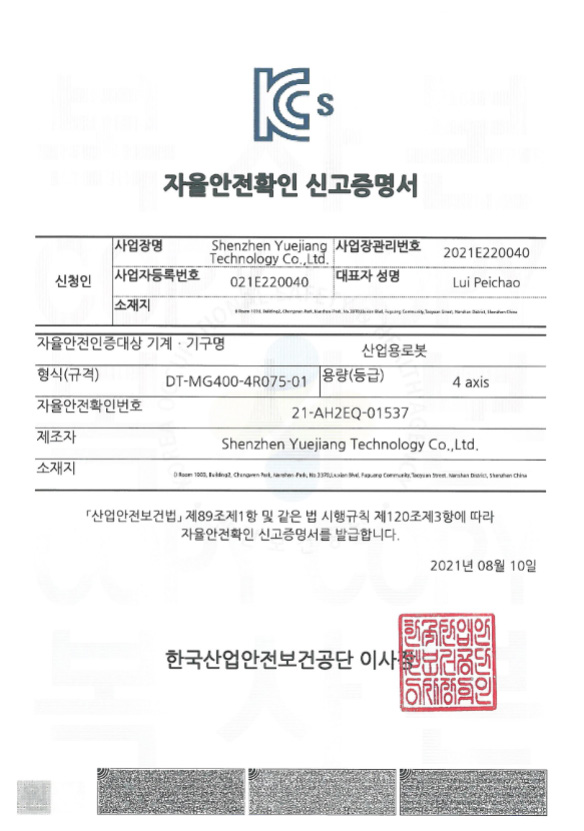 KCs
자율안전확인 신고증명서
신청인
사업장명 Shenzhen Yuejiang Technology Co.,Ltd. 사업장관리번호 2021E220040
사업자등록번호 021E220040 대표자 성명 Lui Peichao
소재지
자율안전인증대상 기계 · 기구명 산업용로봇
형식(규격) DT-MG400-4R075-01 용량(등급) 4 axis
자율안전확인번호 21-AH2EQ-01537
제조자 Shenzhen Yuejiang Technology Co.,Ltd.
소재지
「산업안전보건법」 제89조제1항 및 같은 법 시행규칙 제120조제3항에 따라
자율안전확인 신고증명서를 발급합니다.
2021년 08월 10일
한국산업안전보건공단 이사장